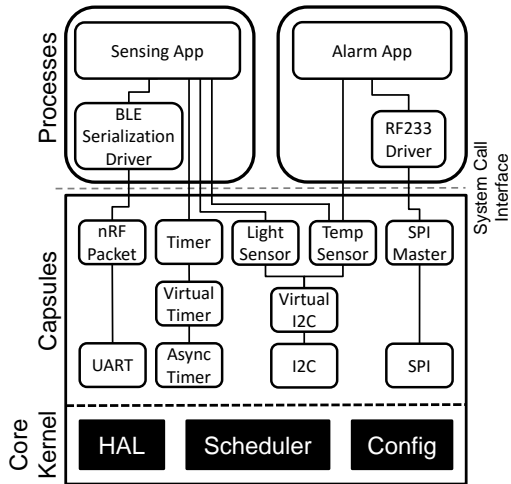 Processes
Sensing App
Alarm App
BLE
Serialization
Driver
RF233
Driver
System Call
Interface
Capsules
nRF
Packet
Timer
Light
Sensor
Temp
Sensor
SPI
Master
Virtual
Timer
Virtual
I2C
UART
Async
Timer
I2C
SPI
Core
Kernel
HAL
Scheduler
Config